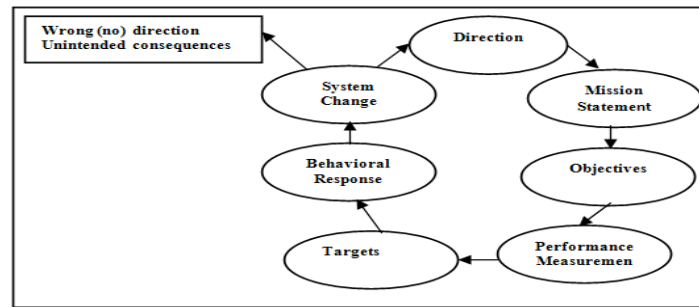 Wrong (no) direction
Unintended consequences
Direction
System
Change
Mission
Statement
Behavioral
Response
Objectives
Targets
Performance
Measuremen